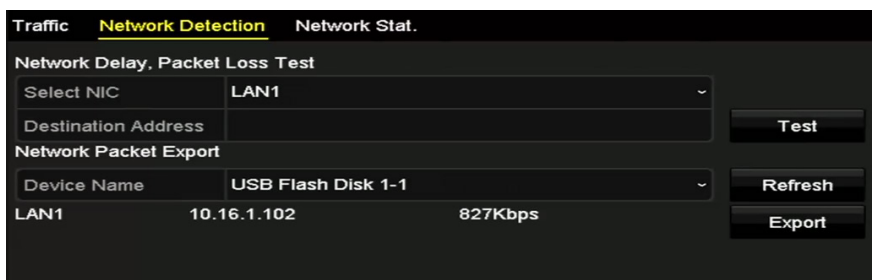 Traffic Network Detection Network Stat.
Network Delay, Packet Loss Test
Select NIC LAN1
Destination Address Test
Network Packet Export
Device Name USB Flash Disk 1-1 Refresh
LAN1 10.16.1.102 827Kbps Export